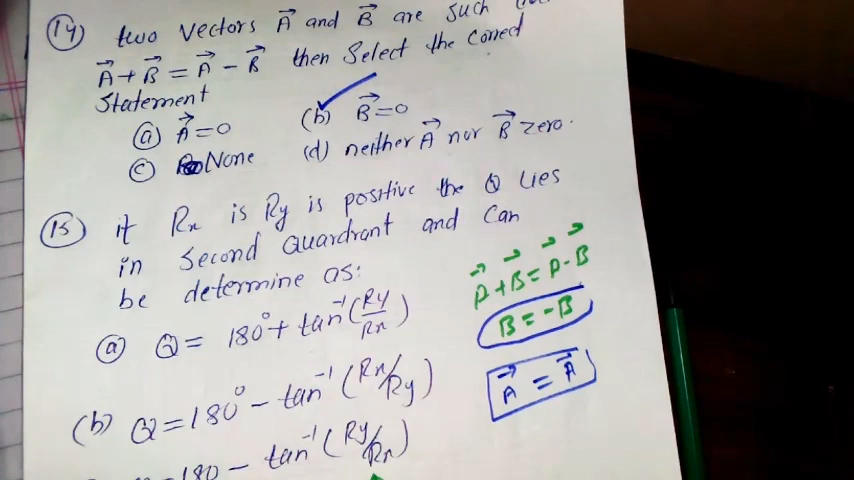 (14) two vectors A⃗ and B⃗ are such
A⃗ + B⃗ = A⃗ - B⃗ then Select the Correct
Statement
(a) A⃗ = 0 (b) B⃗ = 0
(c) None (d) neither A⃗ nor B⃗ zero.
(15) if Rx is Ry is positive the Q lies
in second quadrant and can
be determine as:
(a) Q = 180° + tan⁻¹(Ry/Rx)
(b) Q = 180° - tan⁻¹(Rx/Ry)
180 - tan⁻¹(Ry/Rx)
A⃗ + B⃗ = A⃗ - B⃗
B = -B
A⃗ = A⃗